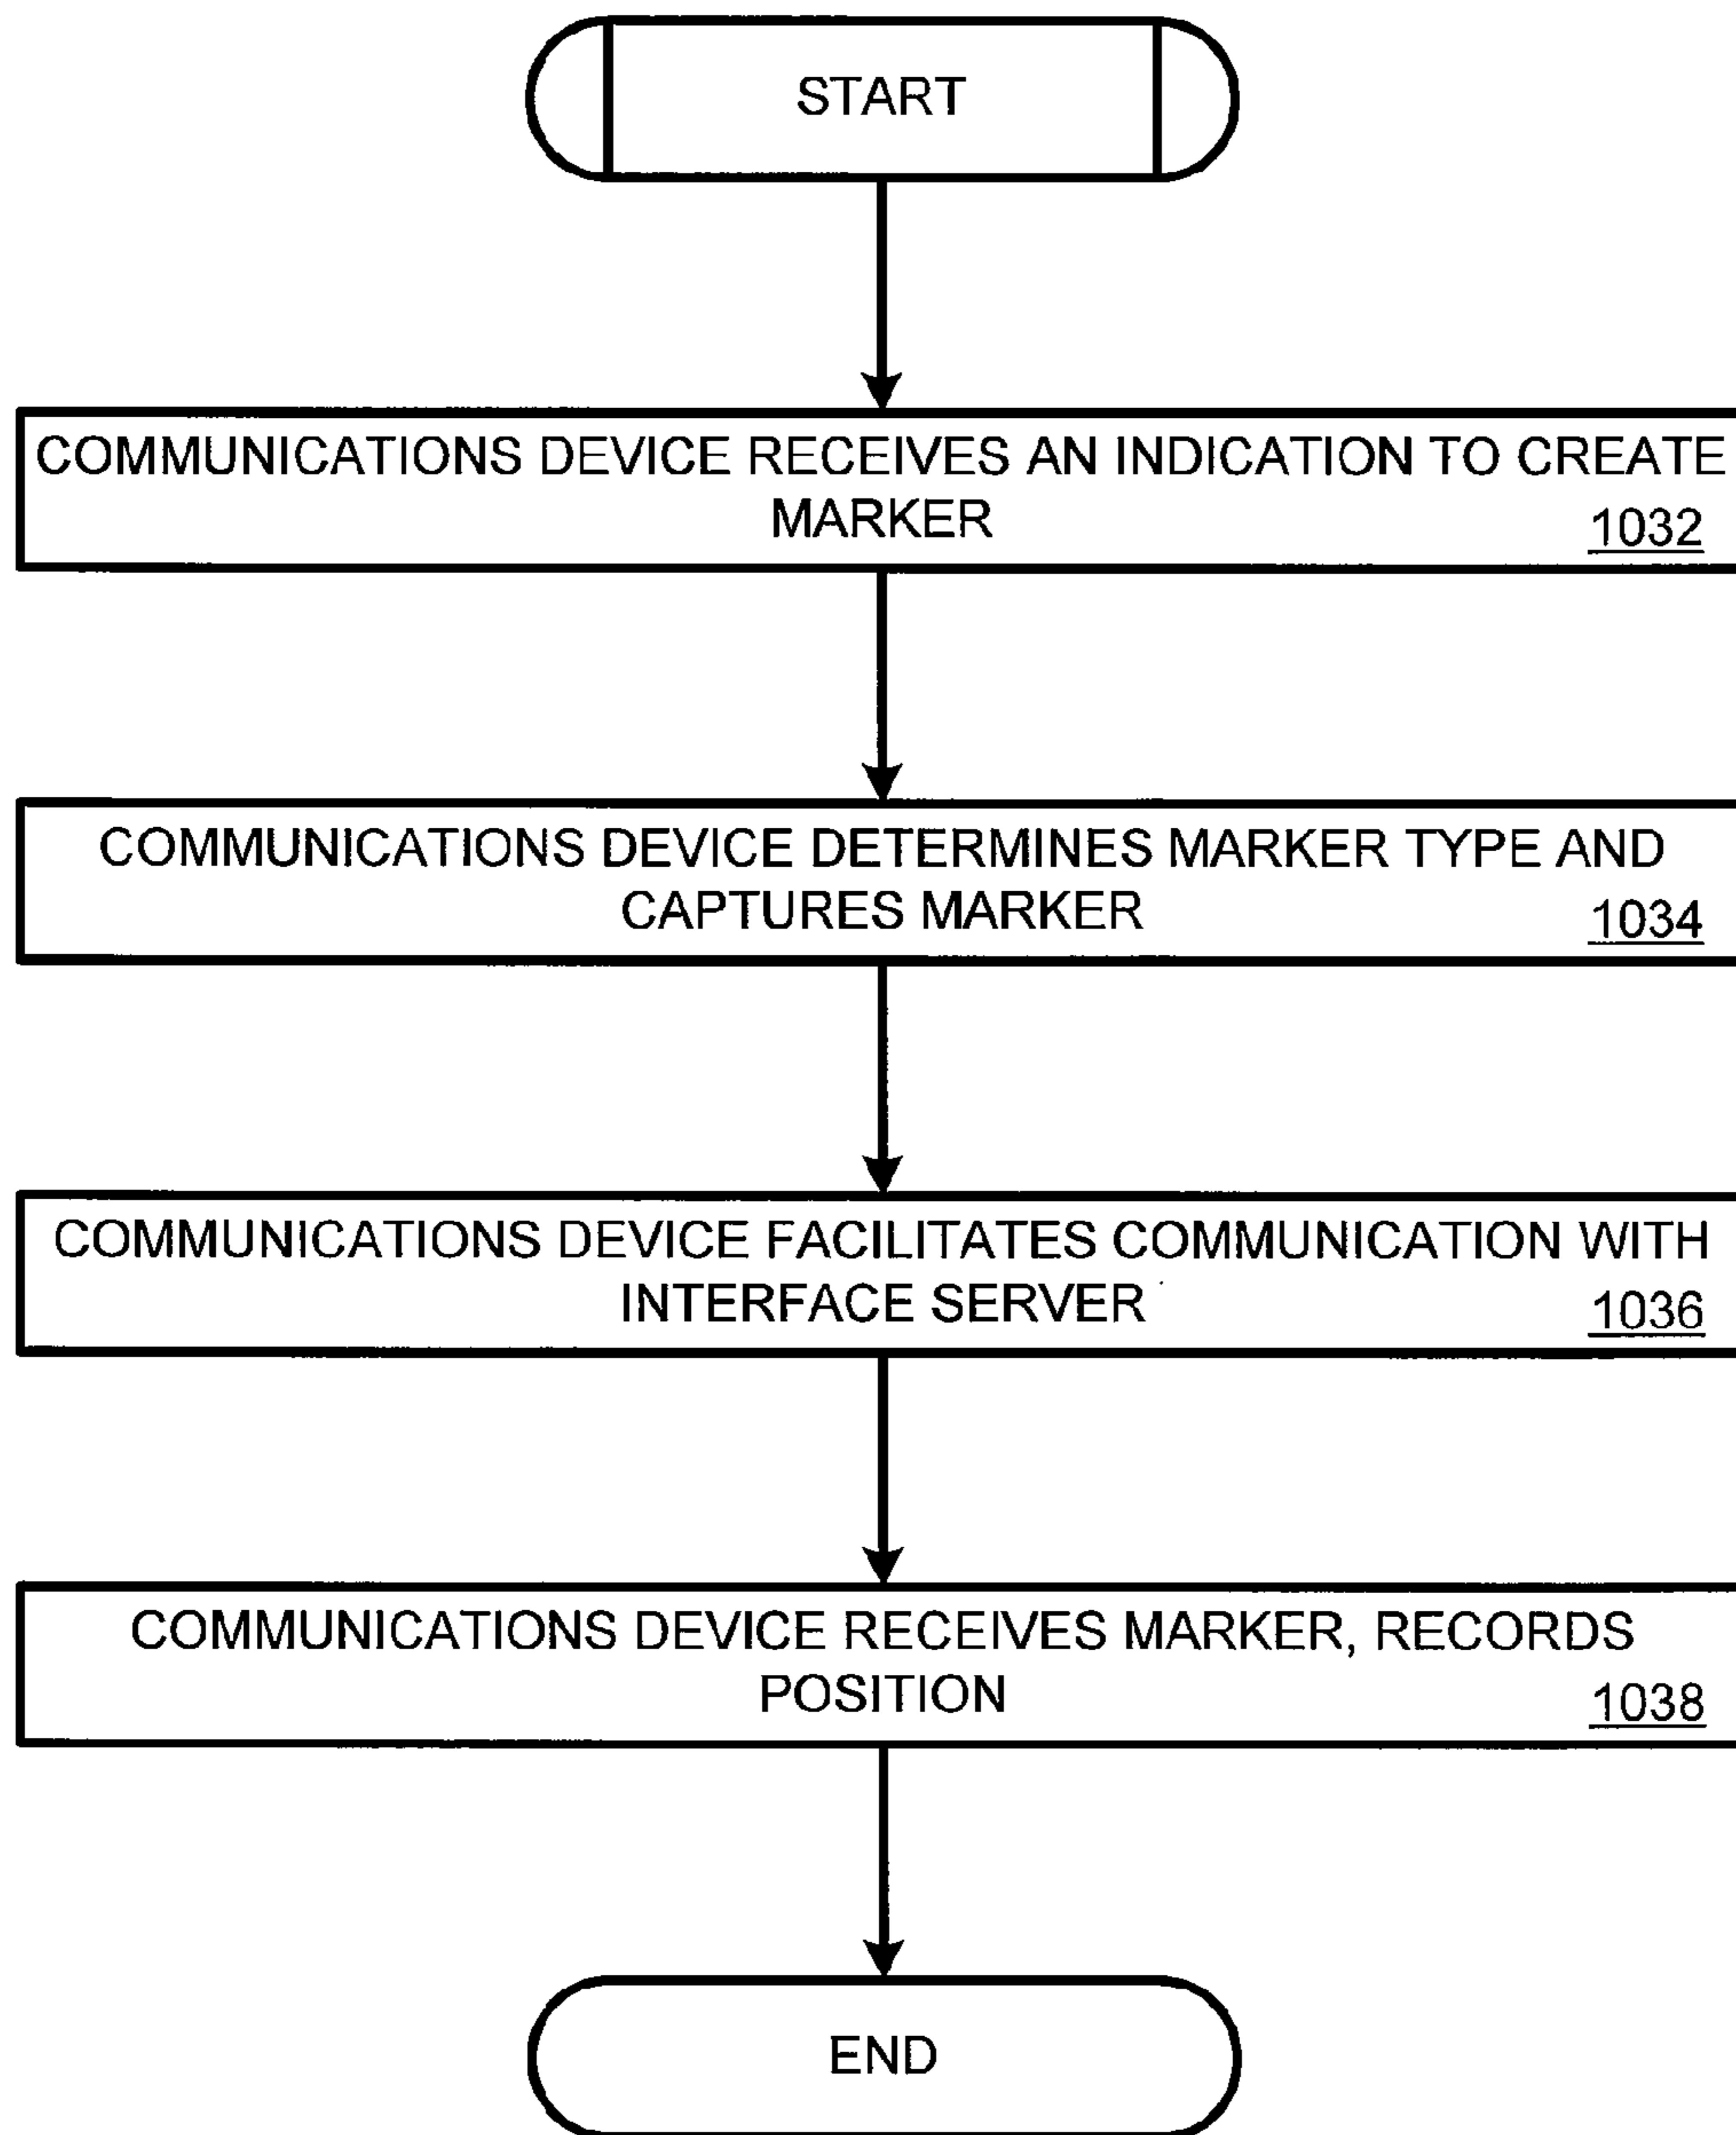 START
COMMUNICATIONS DEVICE RECEIVES AN INDICATION TO CREATE
MARKER
1032
COMMUNICATIONS DEVICE DETERMINES MARKER TYPE AND
CAPTURES MARKER
1034
COMMUNICATIONS DEVICE FACILITATES COMMUNICATION WITH
INTERFACE SERVER
1036
COMMUNICATIONS DEVICE RECEIVES MARKER, RECORDS
POSITION
1038
END